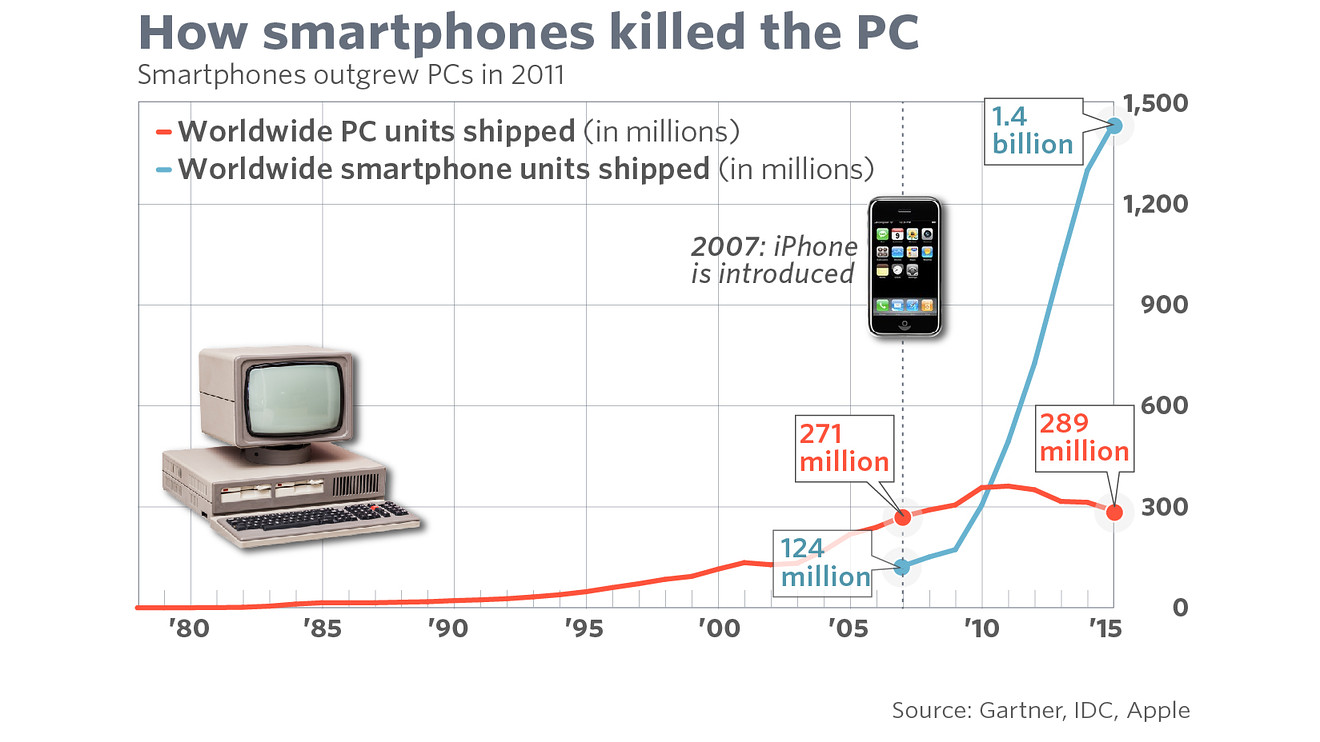 How smartphones killed the PC
Smartphones outgrew PCs in 2011
Worldwide PC units shipped (in millions)
Worldwide smartphone units shipped (in millions)
1.4
billion
1,500
1,200
2007: iPhone
is introduced
9
900
600
271
million
289
million
300
124
million
0
’80
’85
’90
’95
’00
’05
’10
’15
Source: Gartner, IDC, Apple